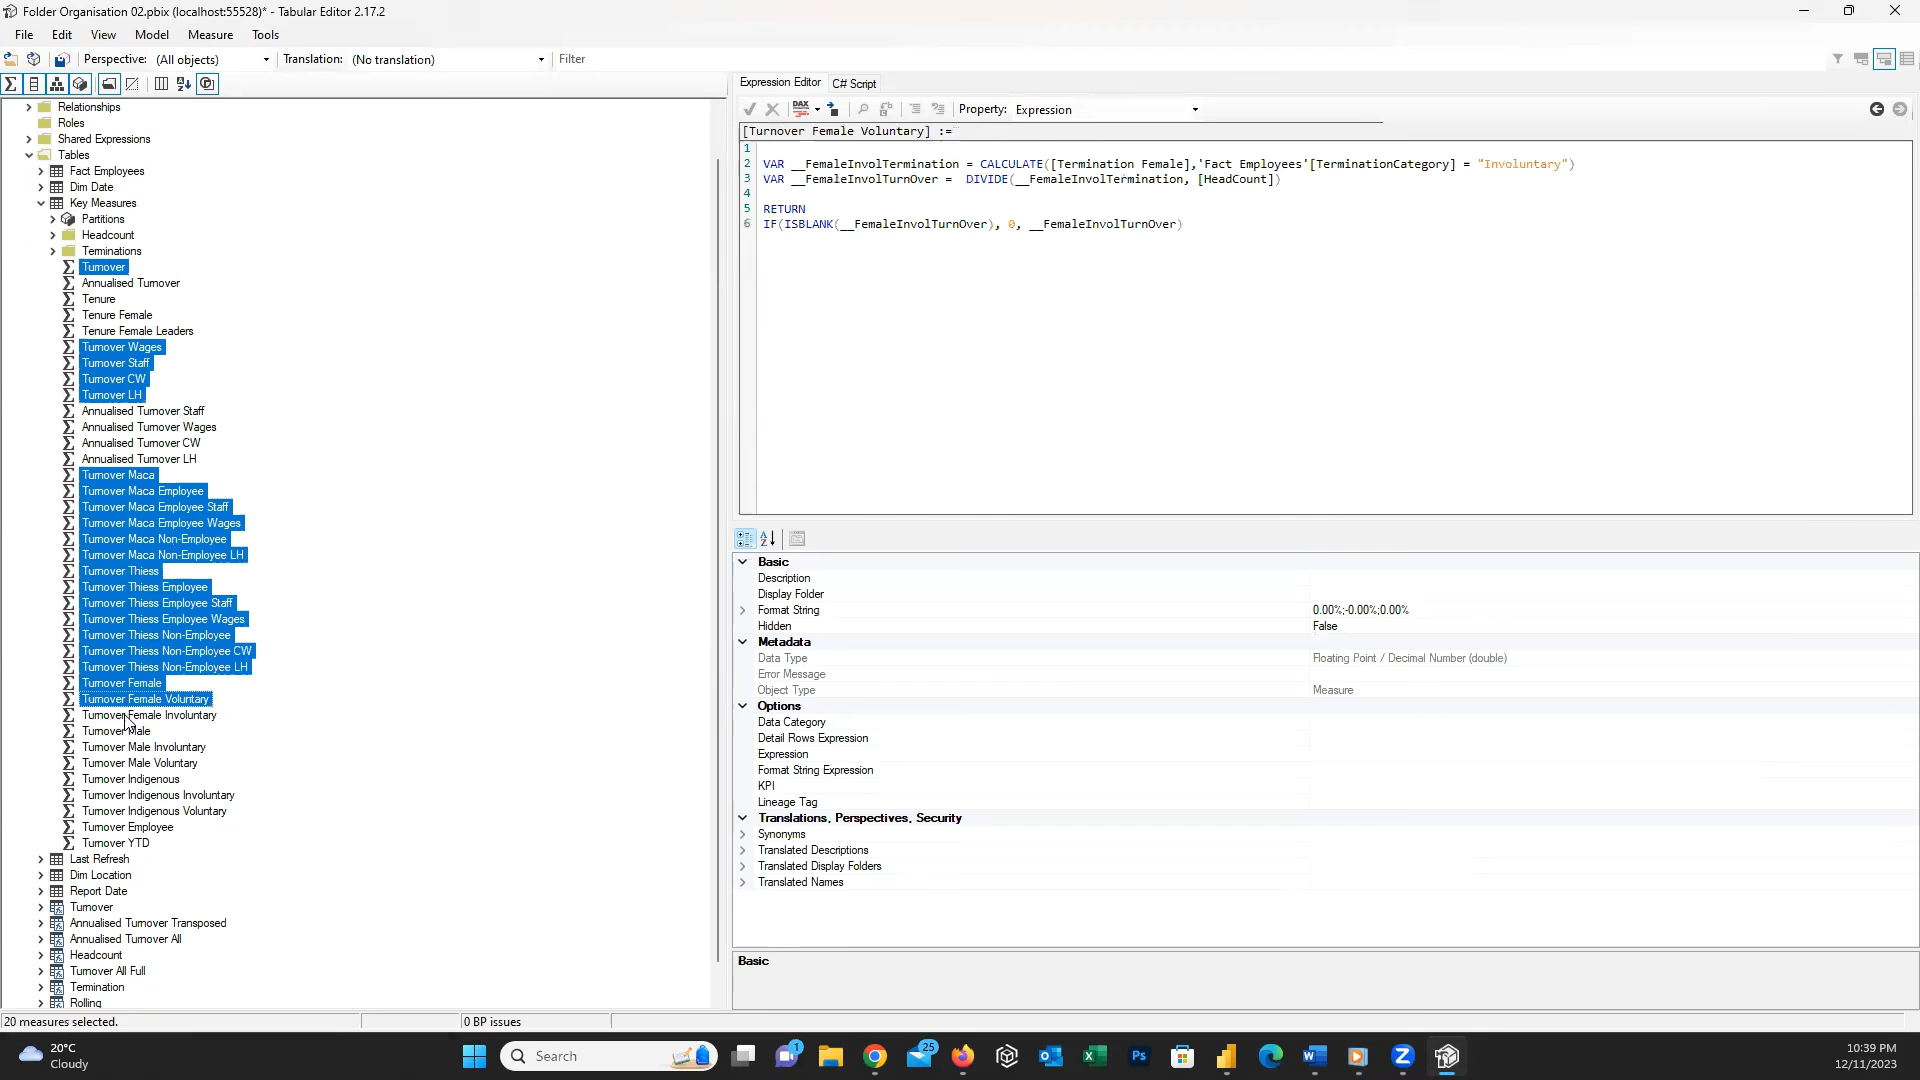 Folder Organisation 02.pbix (localhost:55528)* - Tabular Editor 2.17.2
File Edit View Model Measure Tools
Perspective: (All objects) Translation: (No translation) Filter
Relationships
Roles
Shared Expressions
Tables
Fact Employees
Dim Date
Key Measures
Partitions
Headcount
Terminations
Turnover
Annualised Turnover
Tenure
Tenure Female
Tenure Female Leaders
Turnover Wages
Turnover Staff
Turnover CW
Turnover LH
Annualised Turnover Staff
Annualised Turnover Wages
Annualised Turnover CW
Annualised Turnover LH
Turnover Maca
Turnover Maca Employee
Turnover Maca Employee Staff
Turnover Maca Employee Wages
Turnover Maca Non-Employee
Turnover Maca Non-Employee LH
Turnover Thiess
Turnover Thiess Employee
Turnover Thiess Employee Staff
Turnover Thiess Employee Wages
Turnover Thiess Non-Employee
Turnover Thiess Non-Employee CW
Turnover Thiess Non-Employee LH
Turnover Female
Turnover Female Voluntary
Turnover Female Involuntary
Turnover Male
Turnover Male Involuntary
Turnover Male Voluntary
Turnover Indigenous
Turnover Indigenous Involuntary
Turnover Indigenous Voluntary
Turnover Employee
Turnover YTD
Last Refresh
Dim Location
Report Date
Turnover
Annualised Turnover Transposed
Annualised Turnover All
Headcount
Turnover All Full
Termination
Rolling
Expression Editor C# Script
DAX Property: Expression
[Turnover Female Voluntary] :=
1
2 VAR __FemaleInvolTermination = CALCULATE([Termination Female],'Fact Employees'[TerminationCategory] = "Involuntary")
3 VAR __FemaleInvolTurnOver = DIVIDE(__FemaleInvolTermination, [HeadCount])
4
5 RETURN
6 IF(ISBLANK(__FemaleInvolTurnOver), 0, __FemaleInvolTurnOver)
Basic
Description
Display Folder
Format String 0.00%;-0.00%;0.00%
Hidden False
Metadata
Data Type Floating Point / Decimal Number (double)
Error Message
Object Type Measure
Options
Data Category
Detail Rows Expression
Expression
Format String Expression
KPI
Lineage Tag
Translations, Perspectives, Security
Synonyms
Translated Descriptions
Translated Display Folders
Translated Names
Basic
20 measures selected. 0 BP issues
20°C
Cloudy
Search
1
25
10:39 PM
12/11/2023